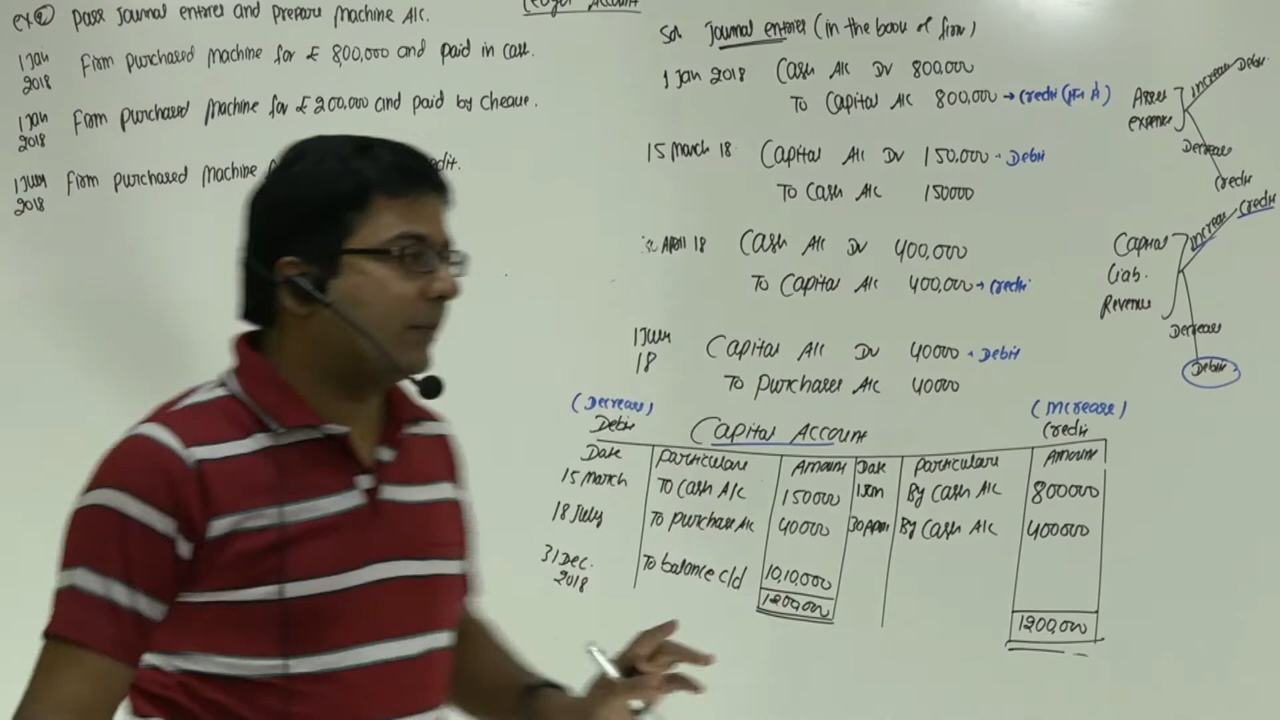 ex② pass Journal entries and prepare Machine A/c.
Ledger Account
1 Jan 2018 Firm purchased machine for £ 800,000 and paid in cash.
1 Jan 2018 Firm purchased Machine for £ 200,000 and paid by cheque.
1 July 2018 Firm purchased Machine
Sol Journal entries (in the book of firm)
1 Jan 2018 Cash A/c Dr 800,000
To Capital A/c 800,000 → credit
15 March 18 Capital A/c Dr 150,000 - Debit
To Cash A/c 150000
April 18 Cash A/c Dr 400,000
To Capital A/c 400,000 → credit
1 July 18 Capital A/c Dr 40000 - Debit
To purchases A/c 40000
Asset
expense
Increase Debit
Decrease
Credit
Capital
Liab.
Revenue
Increase Credit
Decrease
Debit
(Decrease) (Increase)
Debit Capital Account Credit
Date particulars Amount Date particulars Amount
15 March To Cash A/c 150000 1 Jan By Cash A/c 800000
18 July To purchase A/c 40000 30 April By Cash A/c 400000
31 Dec. 2018 To balance c/d 10,10,000
1200,000 1200,000